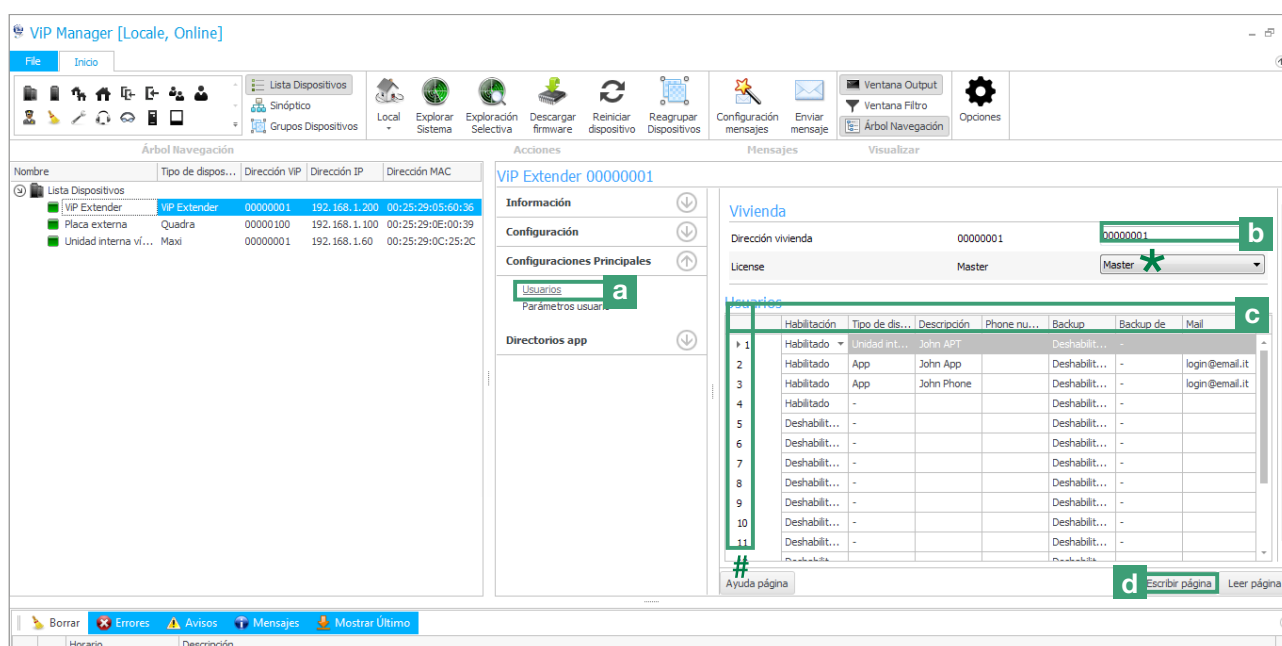 ViP Manager [Locale, Online]
File Inicio
Lista Dispositivos
Sinóptico
Grupos Dispositivos
Local
Explorar Sistema
Exploración Selectiva
Descargar firmware
Reiniciar dispositivo
Reagrupar Dispositivos
Configuración mensajes
Enviar mensaje
Ventana Output
Ventana Filtro
Árbol Navegación
Opciones
Árbol Navegación Acciones Mensajes Visualizar
Nombre Tipo de dispos... Dirección ViP Dirección IP Dirección MAC
Lista Dispositivos
ViP Extender ViP Extender 00000001 192.168.1.200 00:25:29:05:60:36
Placa externa Quadra 00000100 192.168.1.100 00:25:29:0E:00:39
Unidad interna ví... Maxi 00000001 192.168.1.60 00:25:29:0C:25:2C
ViP Extender 00000001
Información
Configuración
Configuraciones Principales
Usuarios a
Parámetros usuario
Directorios app
Vivienda
Dirección vivienda 00000001 00000001 b
License Master Master *
Usuarios
c
Habilitación Tipo de dis... Descripción Phone nu... Backup Backup de Mail
1 Habilitado Unidad int... John APT Deshabilit... -
2 Habilitado App John App Deshabilit... - login@email.it
3 Habilitado App John Phone Deshabilit... - login@email.it
4 Habilitado - Deshabilit... -
5 Deshabilit... - Deshabilit... -
6 Deshabilit... - Deshabilit... -
7 Deshabilit... - Deshabilit... -
8 Deshabilit... - Deshabilit... -
9 Deshabilit... - Deshabilit... -
10 Deshabilit... - Deshabilit... -
11 Deshabilit... - Deshabilit... -
#
Ayuda página d Escribir página Leer página
Borrar Errores Avisos Mensajes Mostrar Último
Horario Descripción